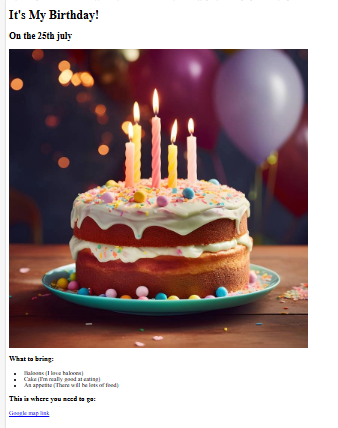 It's My Birthday!
On the 25th july
What to bring:
Baloons (I love baloons)
Cake (I'm really good at eating)
An appetite (There will be lots of food)
This is where you need to go:
Google map link